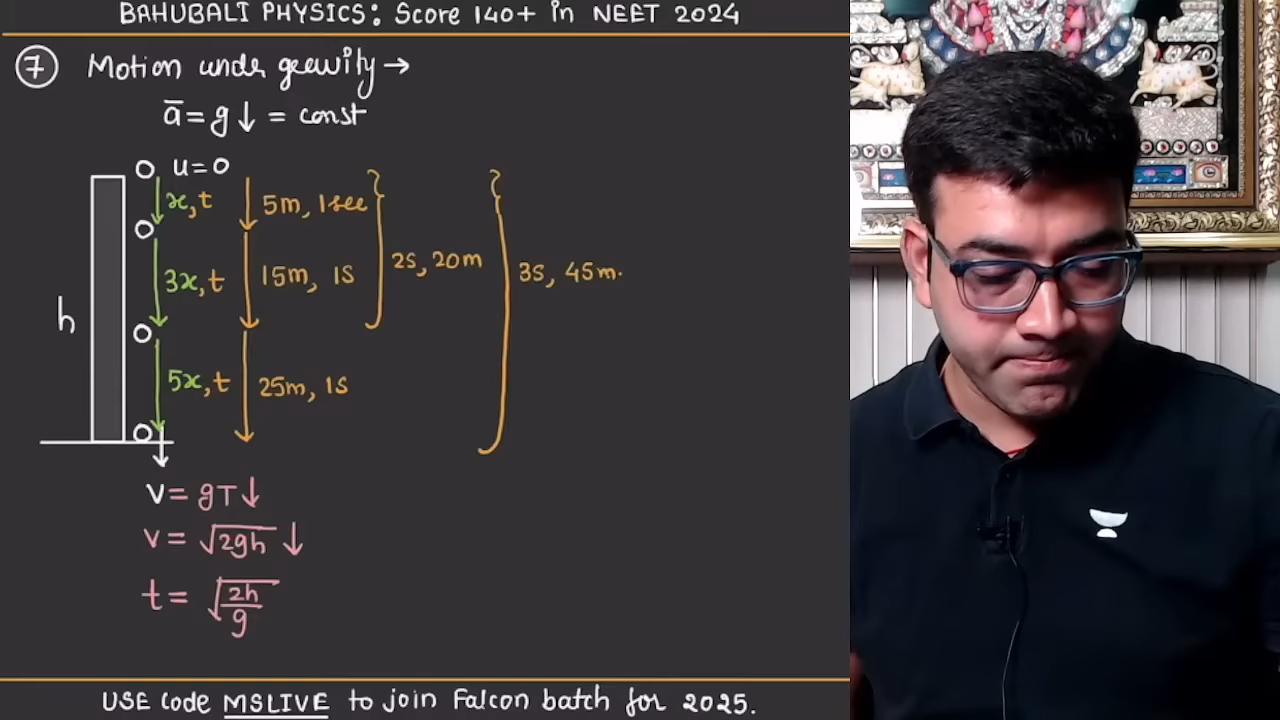 BAHUBALI PHYSICS: Score 140+ in NEET 2024
7 Motion under gravity →
ā = g ↓ = const
u=0
x, t
5m, 1sec
3x, t
15m, 1s
2s, 20m
3s, 45m.
h
5x, t
25m, 1s
v = gT↓
v = √2gh ↓
t = √2h/g
USE Code MSLIVE to join Falcon batch for 2025.